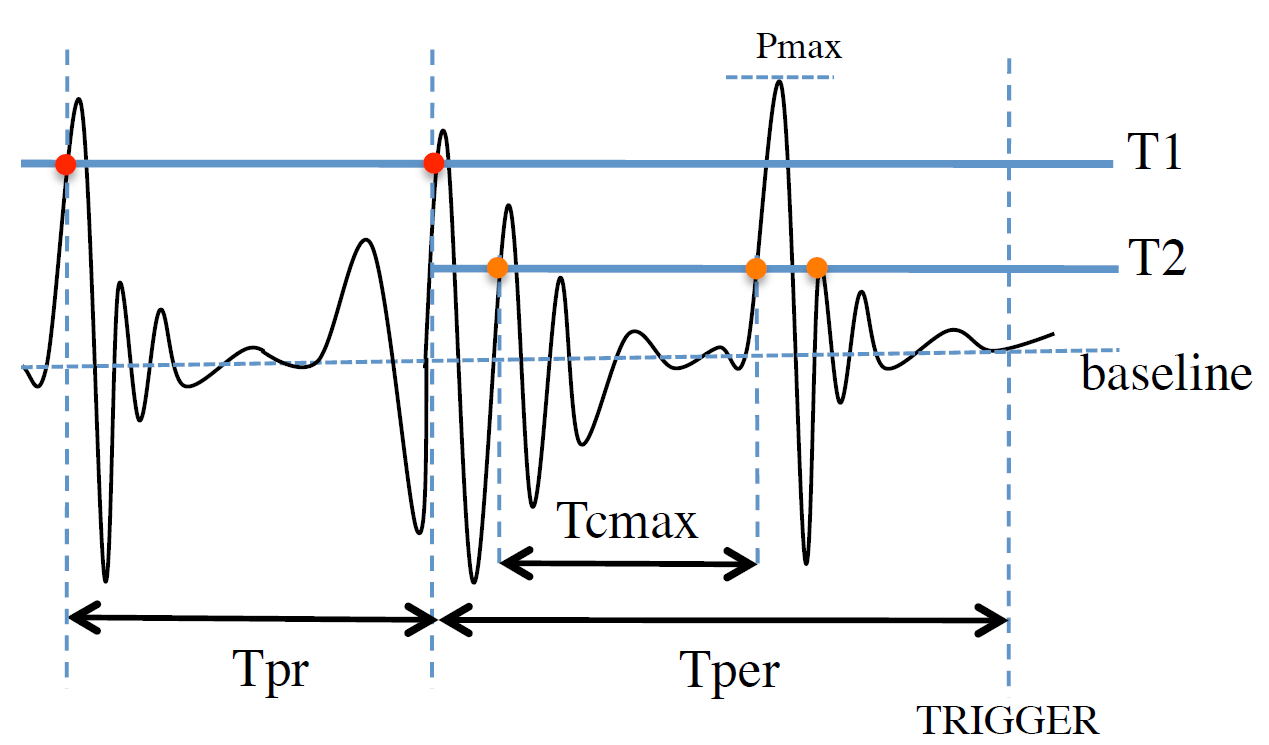 Pmax
T1
T2
baseline
Tcmax
Tpr
Tper
TRIGGER